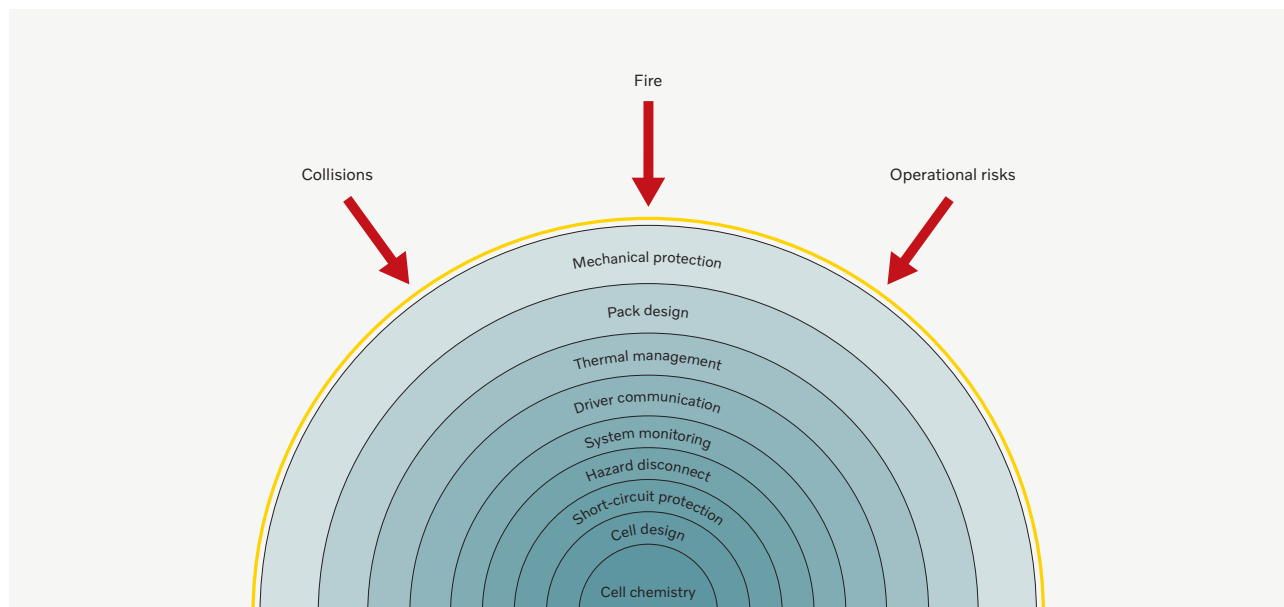 Fire
Collisions
Operational risks
Mechanical protection
Pack design
Thermal management
Driver communication
System monitoring
Hazard disconnect
Short-circuit protection
Cell design
Cell chemistry